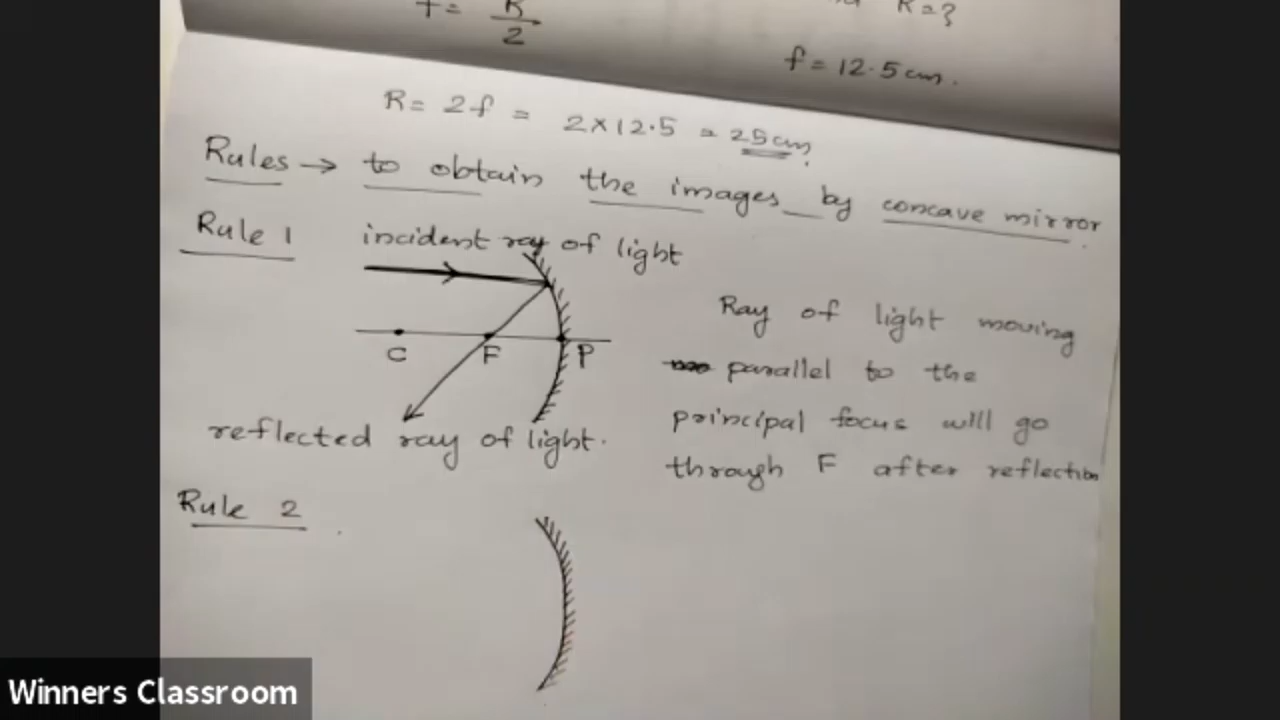 f = R/2
R = ?
f = 12.5 cm.
R = 2f = 2×12.5 = 25cm.
Rules → to obtain the images by concave mirror.
Rule 1 incident ray of light
C F P
Ray of light moving
parallel to the
principal focus will go
through F after reflection
reflected ray of light.
Rule 2
Winners Classroom